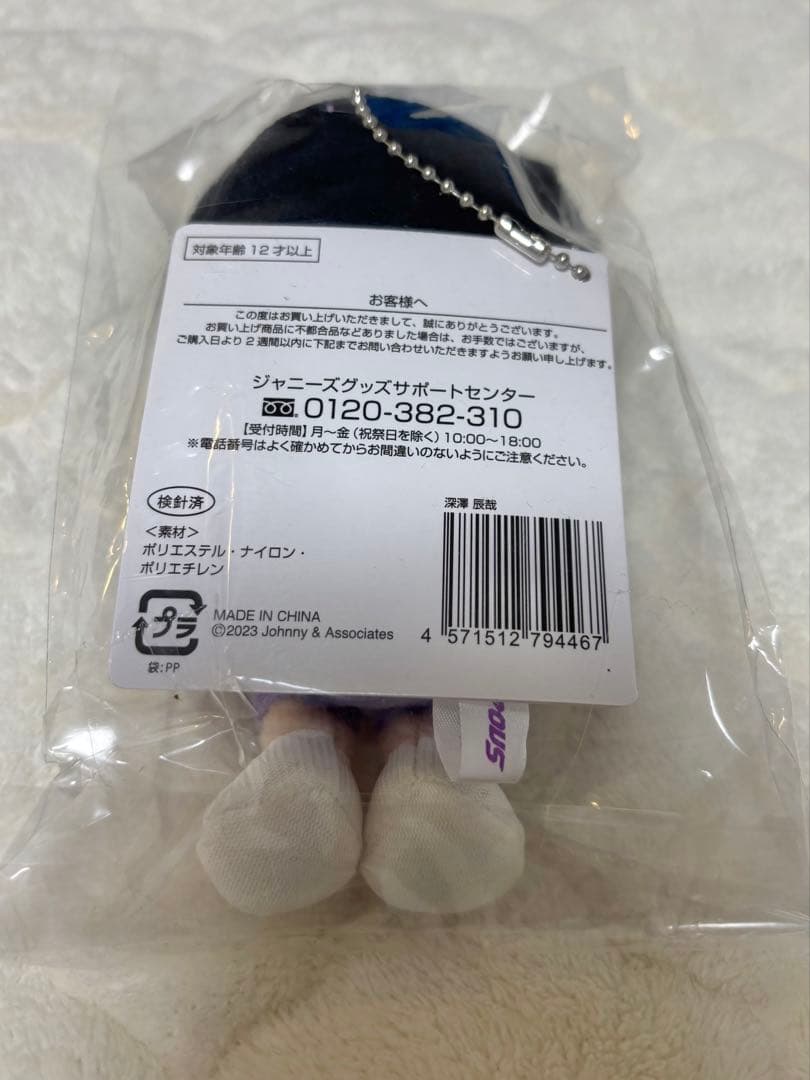 対象年齢12才以上
お客様へ
この度はお買い上げいただきまして、誠にありがとうございます。
お買い上げ商品に不都合品などありました場合は、お手数ではございますが、
ご購入日より2週間以内に下記までお問い合わせいただきますようお願い申し上げます。
ジャニーズグッズサポートセンター
0120-382-310
【受付時間】月〜金(祝祭日を除く)10:00〜18:00
※電話番号はよく確かめてからお間違いのないようにご注意ください。
検針済
<素材>
ポリエステル・ナイロン・
ポリエチレン
プラ
袋:PP
MADE IN CHINA
©2023 Johnny & Associates
深澤 辰哉
4 571512 794467